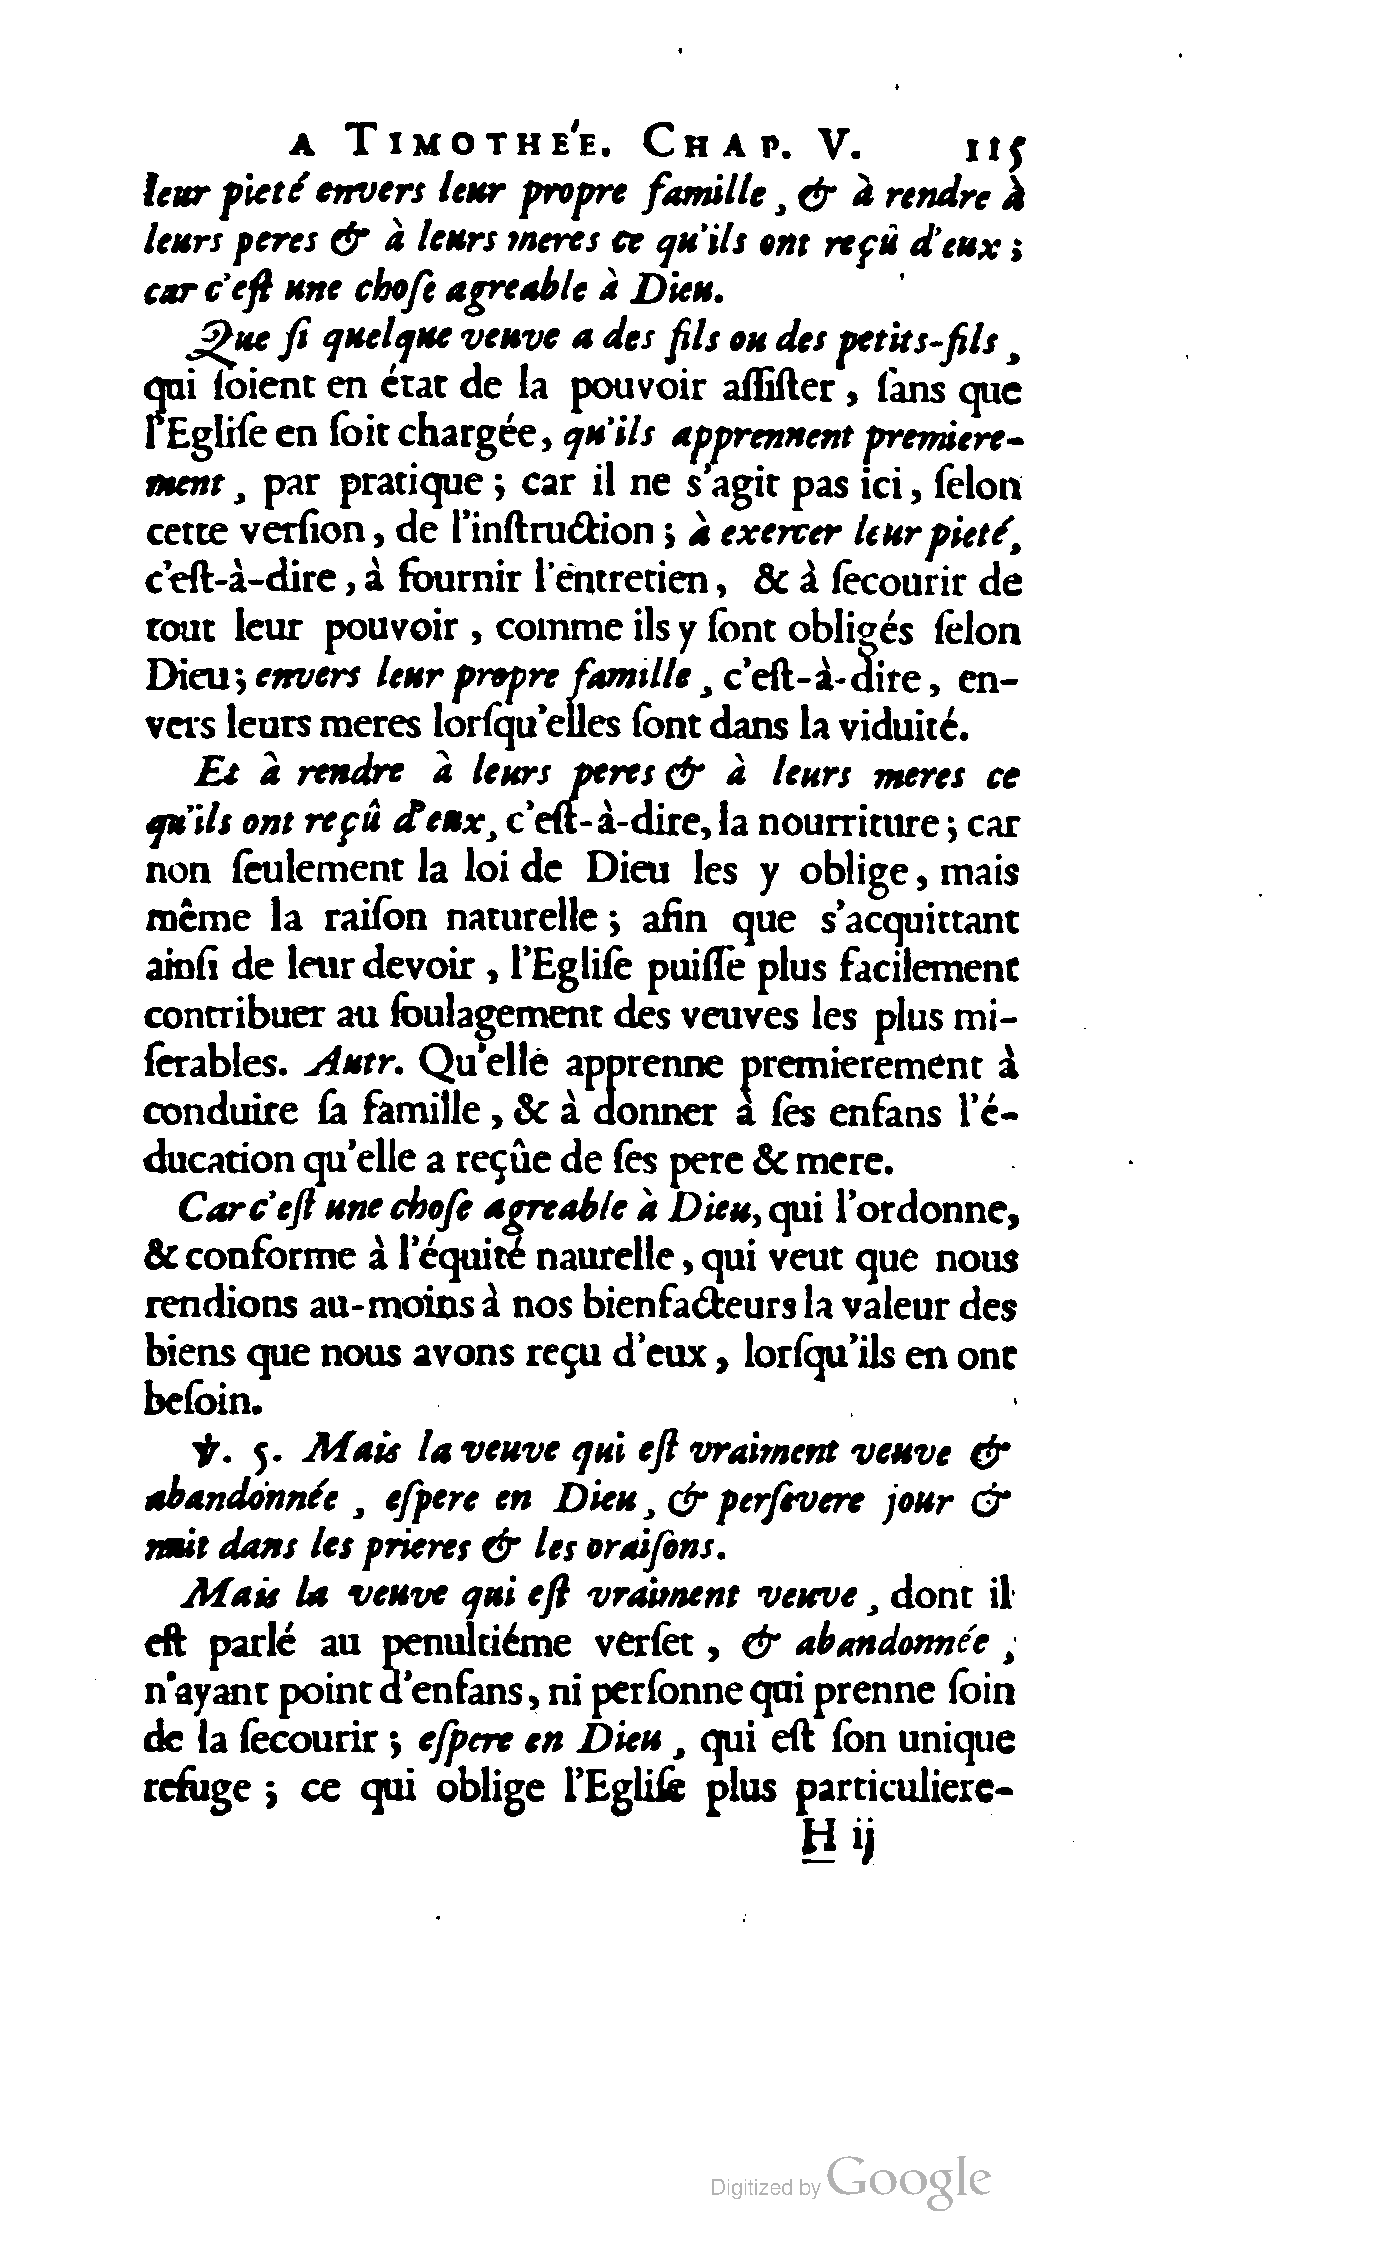 A TIMOTHE'E. CHAP. V. 115
leur pieté envers leur propre famille, & à rendre à
leurs peres & à leurs meres ce qu'ils ont reçû d'eux ;
car c'eſt une choſe agreable à Dieu.
Que ſi quelque veuve a des fils ou des petits-fils,
qui ſoient en état de la pouvoir aſſiſter, ſans que
l'Egliſe en ſoit chargée, qu'ils apprennent premiere-
ment, par pratique ; car il ne s'agit pas ici, ſelon
cette verſion, de l'inſtruction ; à exercer leur pieté,
c'eſt-à-dire, à fournir l'entretien, & à ſecourir de
tout leur pouvoir, comme ils y ſont obligés ſelon
Dieu ; envers leur propre famille, c'eſt-à-dire, en-
vers leurs meres lorſqu'elles ſont dans la viduité.
Et à rendre à leurs peres & à leurs meres ce
qu'ils ont reçû d'eux, c'eſt-à-dire, la nourriture ; car
non ſeulement la loi de Dieu les y oblige, mais
même la raiſon naturelle ; afin que s'acquittant
ainſi de leur devoir, l'Egliſe puiſſe plus facilement
contribuer au ſoulagement des veuves les plus mi-
ſerables. Autr. Qu'elle apprenne premierement à
conduire ſa famille, & à donner à ſes enfans l'é-
ducation qu'elle a reçûe de ſes pere & mere.
Car c'eſt une choſe agreable à Dieu, qui l'ordonne,
& conforme à l'équité naurelle, qui veut que nous
rendions au-moins à nos bienfacteurs la valeur des
biens que nous avons reçu d'eux, lorſqu'ils en ont
beſoin.
℣. 5. Mais la veuve qui eſt vraiment veuve &
abandonnée, eſpere en Dieu, & perſevere jour &
nuit dans les prieres & les oraiſons.
Mais la veuve qui eſt vraiment veuve, dont il
eſt parlé au penultiéme verſet, & abandonnée,
n'ayant point d'enfans, ni perſonne qui prenne ſoin
de la ſecourir ; eſpere en Dieu, qui eſt ſon unique
refuge ; ce qui oblige l'Egliſe plus particuliere-
H ij
Digitized by Google